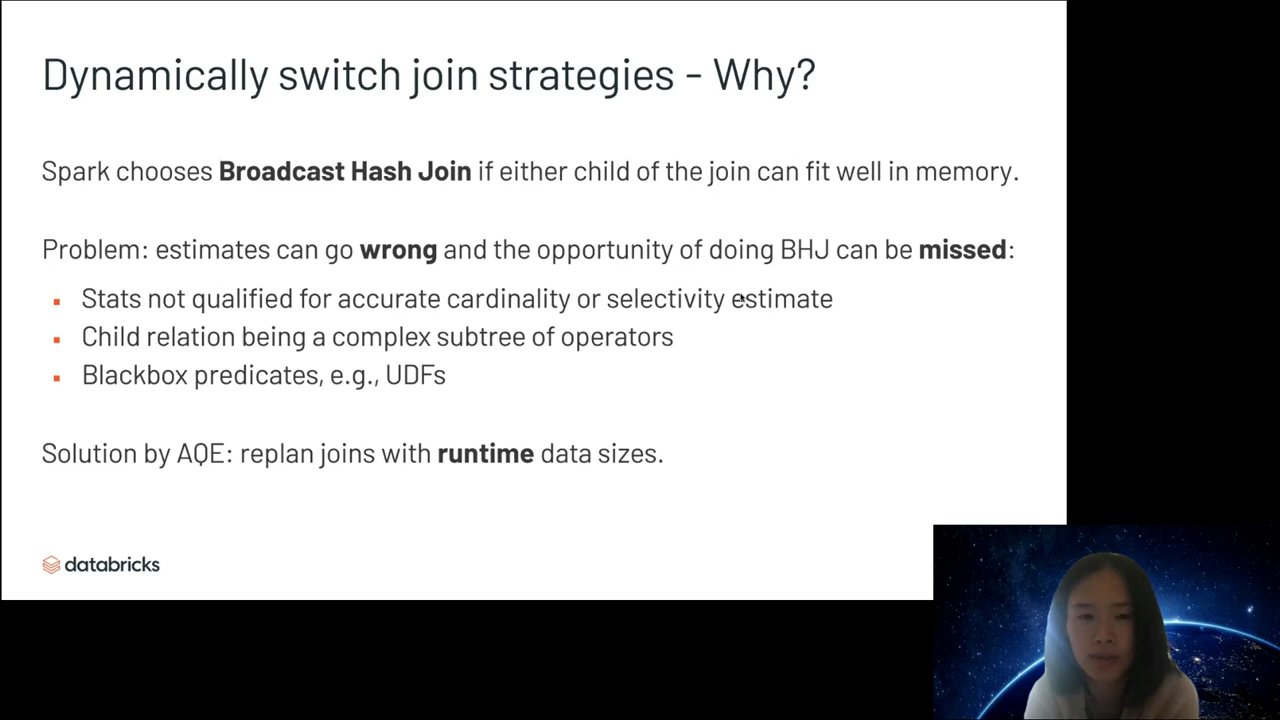 Dynamically switch join strategies - Why?
Spark chooses Broadcast Hash Join if either child of the join can fit well in memory.
Problem: estimates can go wrong and the opportunity of doing BHJ can be missed:
Stats not qualified for accurate cardinality or selectivity estimate
Child relation being a complex subtree of operators
Blackbox predicates, e.g., UDFs
Solution by AQE: replan joins with runtime data sizes.
databricks